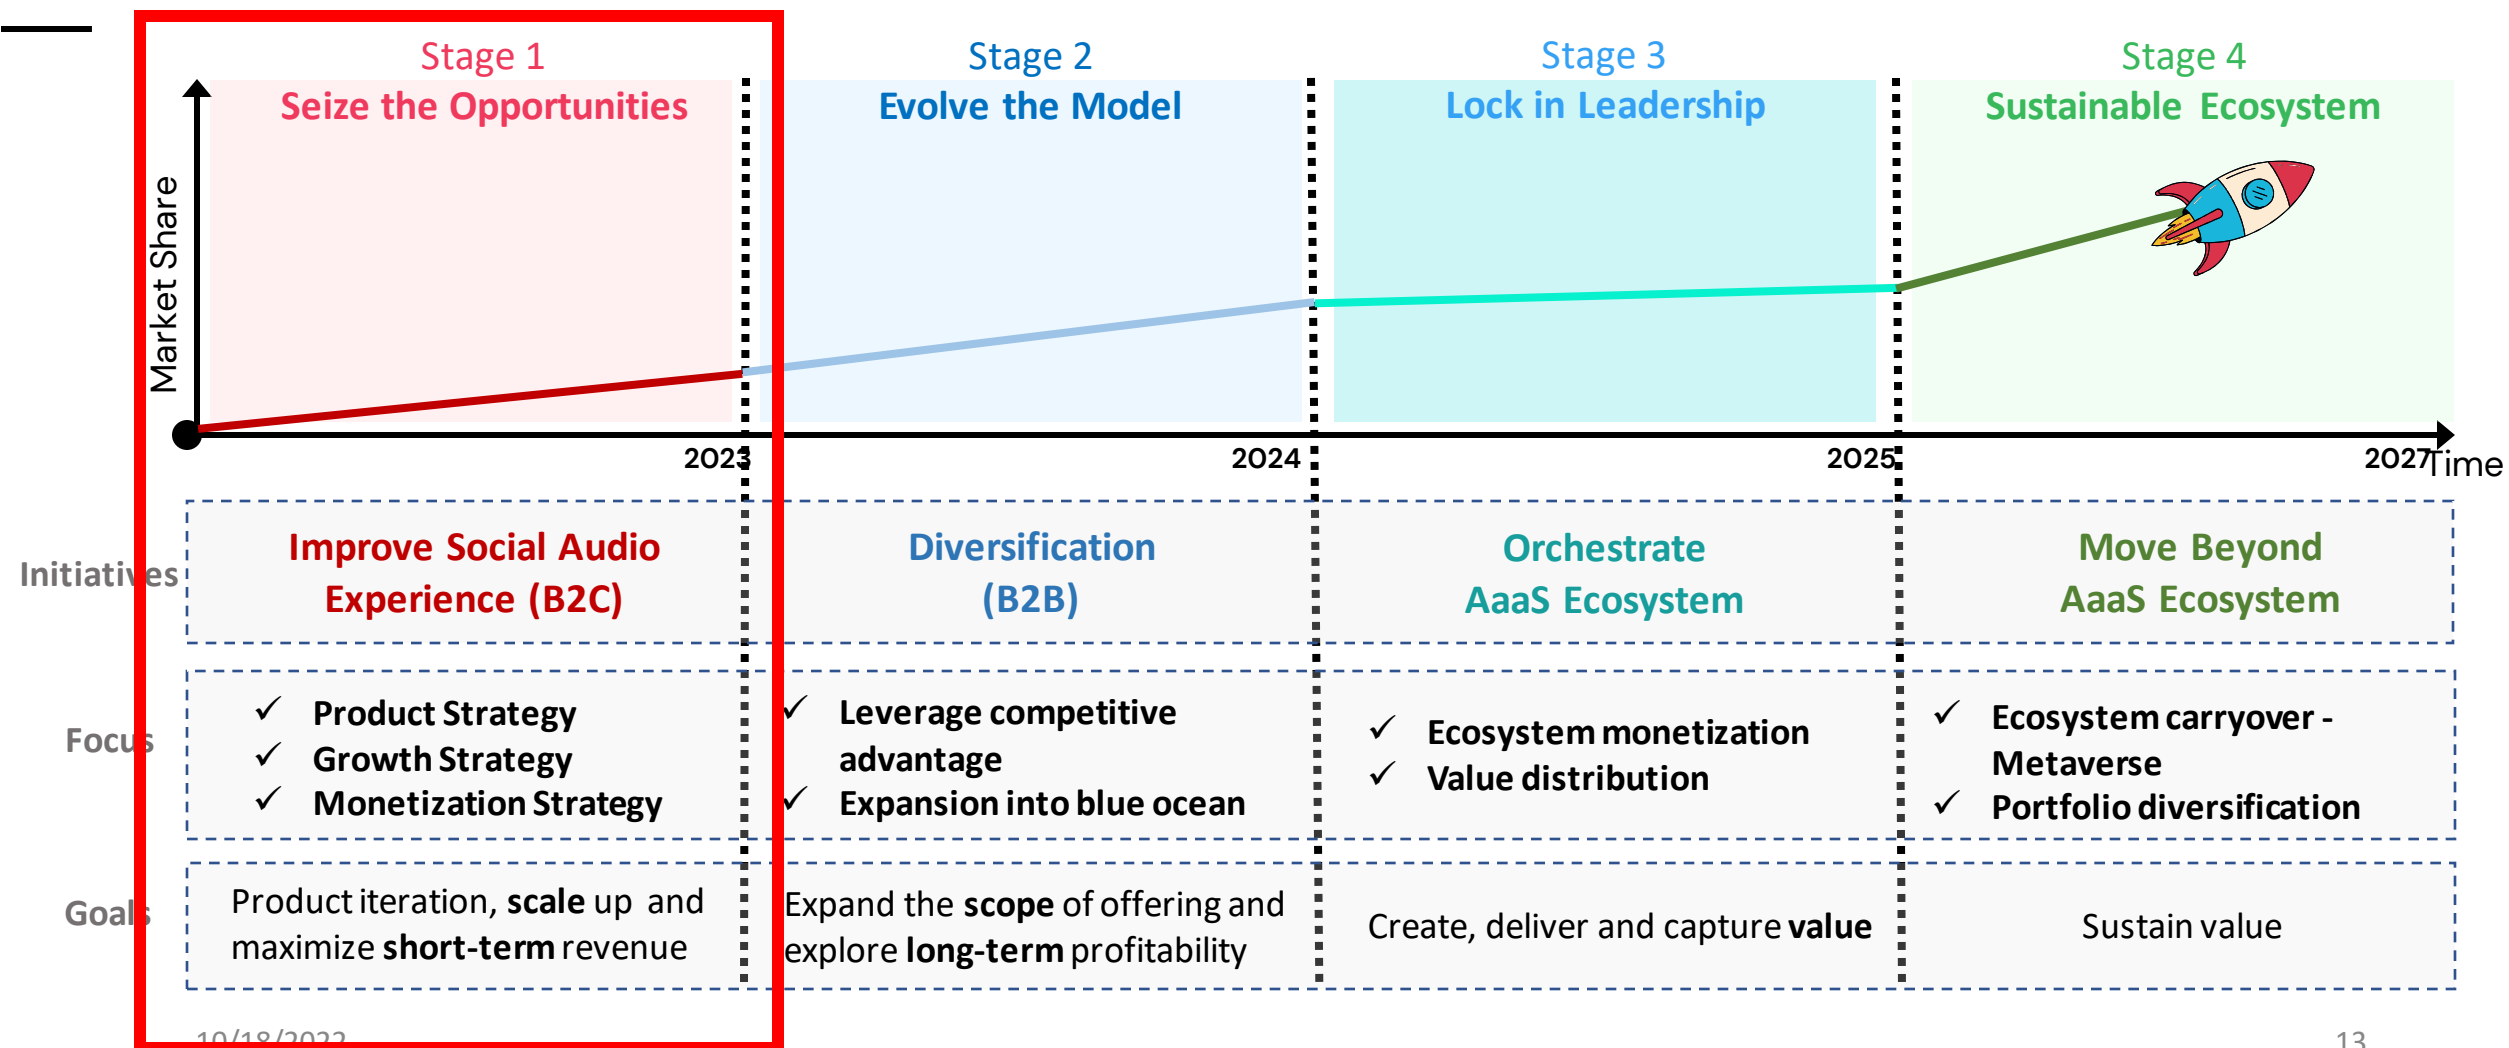 Stage 1
Seize the Opportunities
Stage 2
Evolve the Model
Stage 3
Lock in Leadership
Stage 4
Sustainable Ecosystem
Market Share
2023
2024
2025
2027
Time
Initiatives
Improve Social Audio
Experience (B2C)
Diversification
(B2B)
Orchestrate
AaaS Ecosystem
Move Beyond
AaaS Ecosystem
Focus
✓ Product Strategy
✓ Growth Strategy
✓ Monetization Strategy
✓ Leverage competitive
advantage
✓ Expansion into blue ocean
✓ Ecosystem monetization
✓ Value distribution
✓ Ecosystem carryover -
Metaverse
✓ Portfolio diversification
Goals
Product iteration, scale up and
maximize short-term revenue
Expand the scope of offering and
explore long-term profitability
Create, deliver and capture value
Sustain value
10/18/2022
13